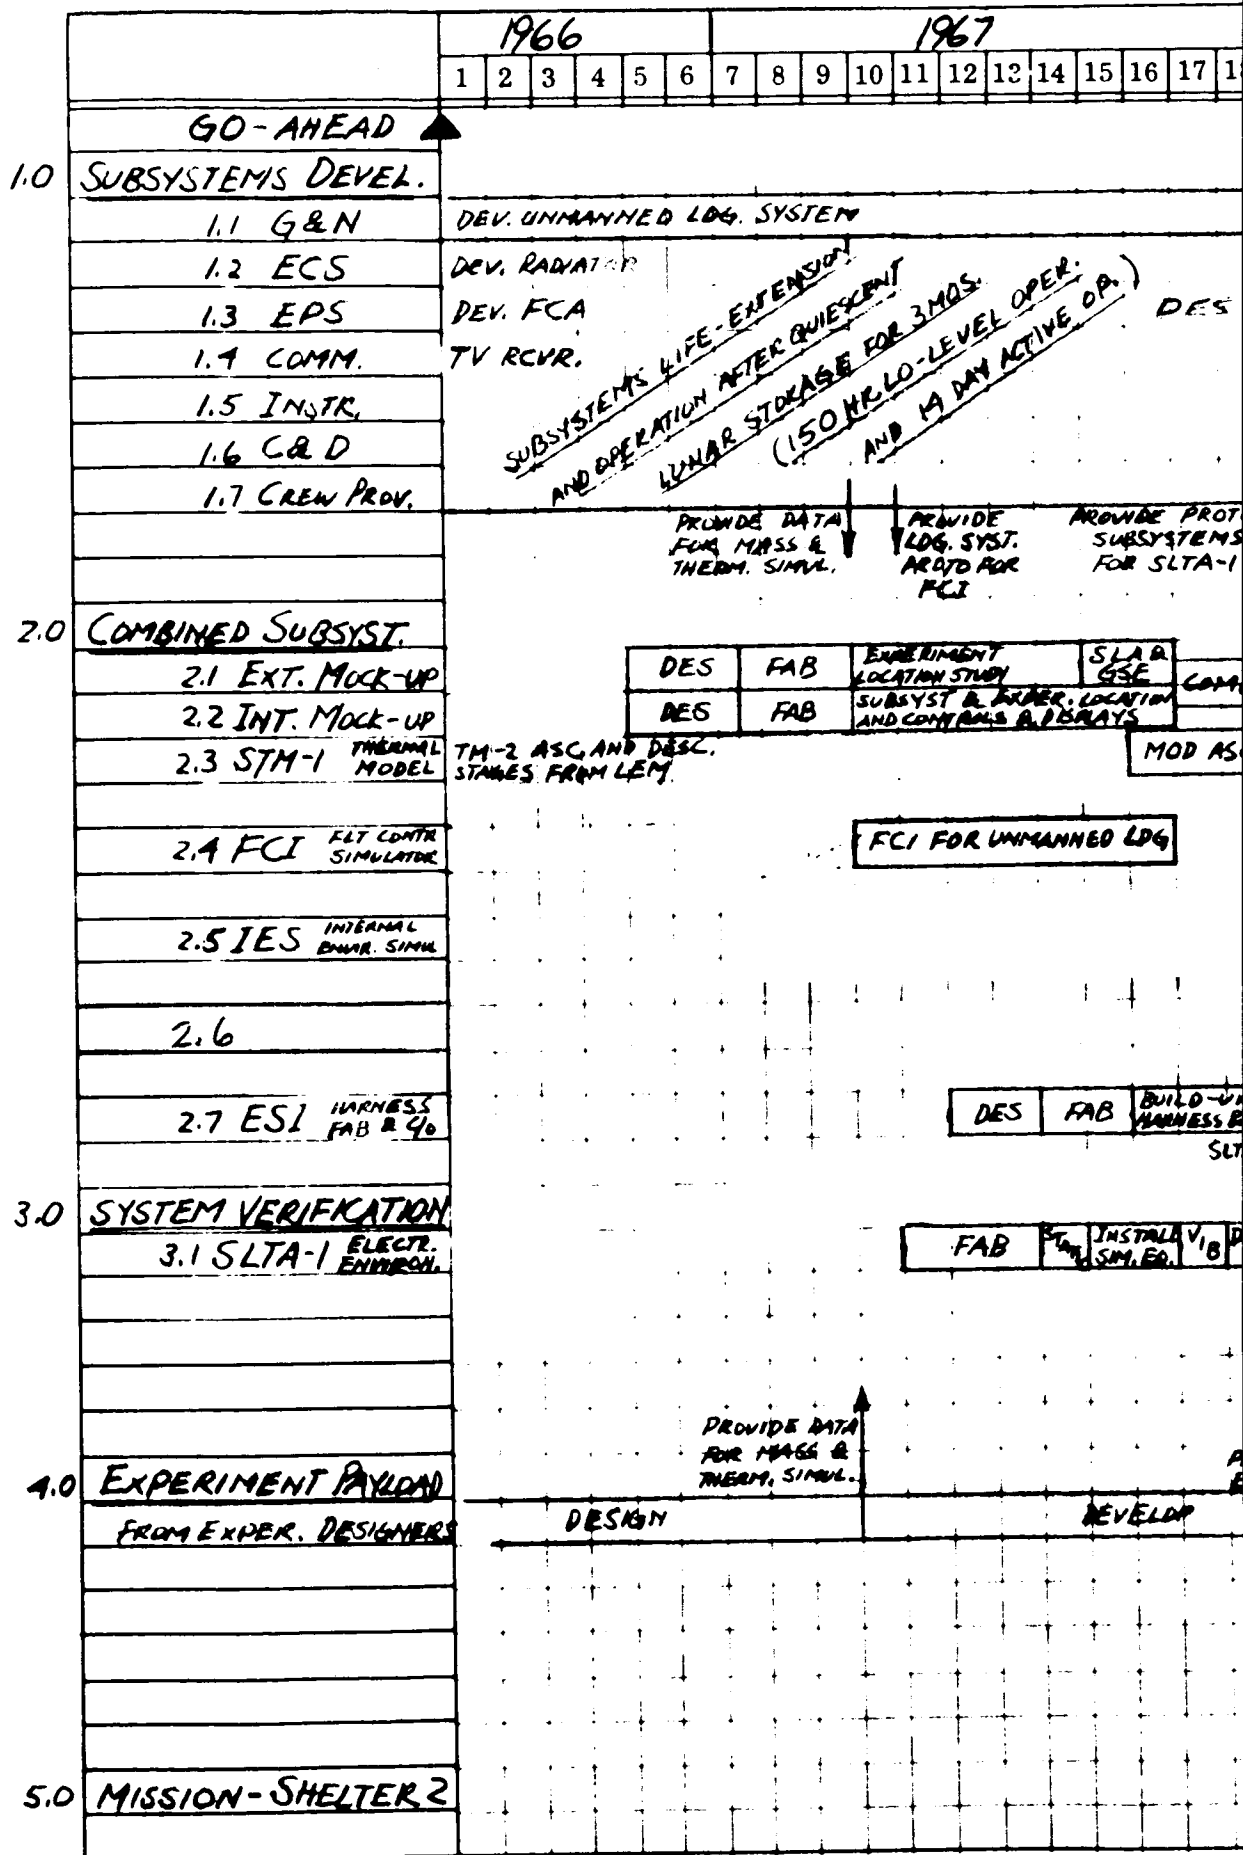 1966 1967
1 2 3 4 5 6 7 8 9 10 11 12 13 14 15 16 17
GO-AHEAD
1.0 SUBSYSTEMS DEVEL.
1.1 G&N DEV. UNMANNED LDG. SYSTEM
1.2 ECS DEV. RADIATOR
1.3 EPS DEV. FCA DES
1.4 COMM. TV RCVR.
1.5 INSTR.
1.6 C&D
1.7 CREW PROV.
SUBSYSTEMS LIFE-EXTENSION
AND OPERATION AFTER QUIESCENT
LUNAR STORAGE FOR 3 MOS.
(150 HR. LO-LEVEL OPER.
AND 14 DAY ACTIVE OP.)
PROVIDE DATA
FOR MASS &
THERM. SIMUL.
PROVIDE
LDG. SYST.
PROTO FOR
FCI
PROVIDE PROT
SUBSYSTEMS
FOR SLTA-1
2.0 COMBINED SUBSYST.
2.1 EXT. MOCK-UP DES FAB EXPERIMENT
LOCATION STUDY
SLA &
GSE
COM
2.2 INT. MOCK-UP DES FAB SUBSYST & EXPER. LOCATION
AND CONTROLS & DISPLAYS
2.3 STM-1 THERMAL
MODEL
TM-2 ASC. AND DESC.
STAGES FROM LEM
MOD AS
2.4 FCI FLT CONTR
SIMULATOR
FCI FOR UNMANNED LDG
2.5 IES INTERNAL
ENVIR. SIMUL
2.6
2.7 ESI HARNESS
FAB & C/O
DES FAB BUILD-UP
HARNESS
SLT
3.0 SYSTEM VERIFICATION
3.1 SLTA-1 ELECTR.
ENVIRON.
FAB INSTALL
SIM. EQ.
VIB D
PROVIDE DATA
FOR MASS &
THERM. SIMUL.
4.0 EXPERIMENT PAYLOAD
FROM EXPER. DESIGNERS DESIGN DEVELOP
5.0 MISSION-SHELTER 2